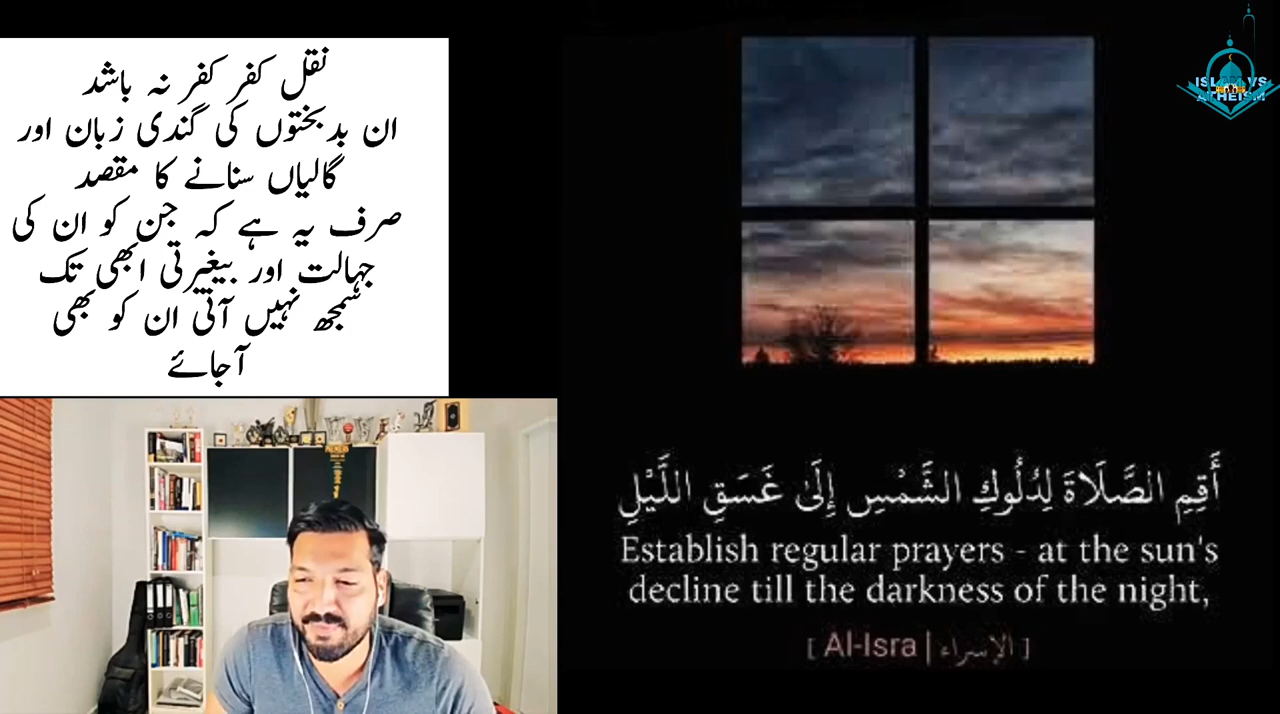 نقل کفر کفر نہ باشد
ان بدبختوں کی گندی زبان اور
گالیاں سنانے کا مقصد
صرف یہ ہے کہ جن کو ان کی
جہالت اور بیغیرتی ابھی تک
سمجھ نہیں آتی ان کو بھی
آجائے
ISLAM VS
ATHEISM
أَقِمِ الصَّلَاةَ لِدُلُوكِ الشَّمْسِ إِلَىٰ غَسَقِ اللَّيْلِ
Establish regular prayers - at the sun's
decline till the darkness of the night,
[ Al-Isra | الإسراء ]